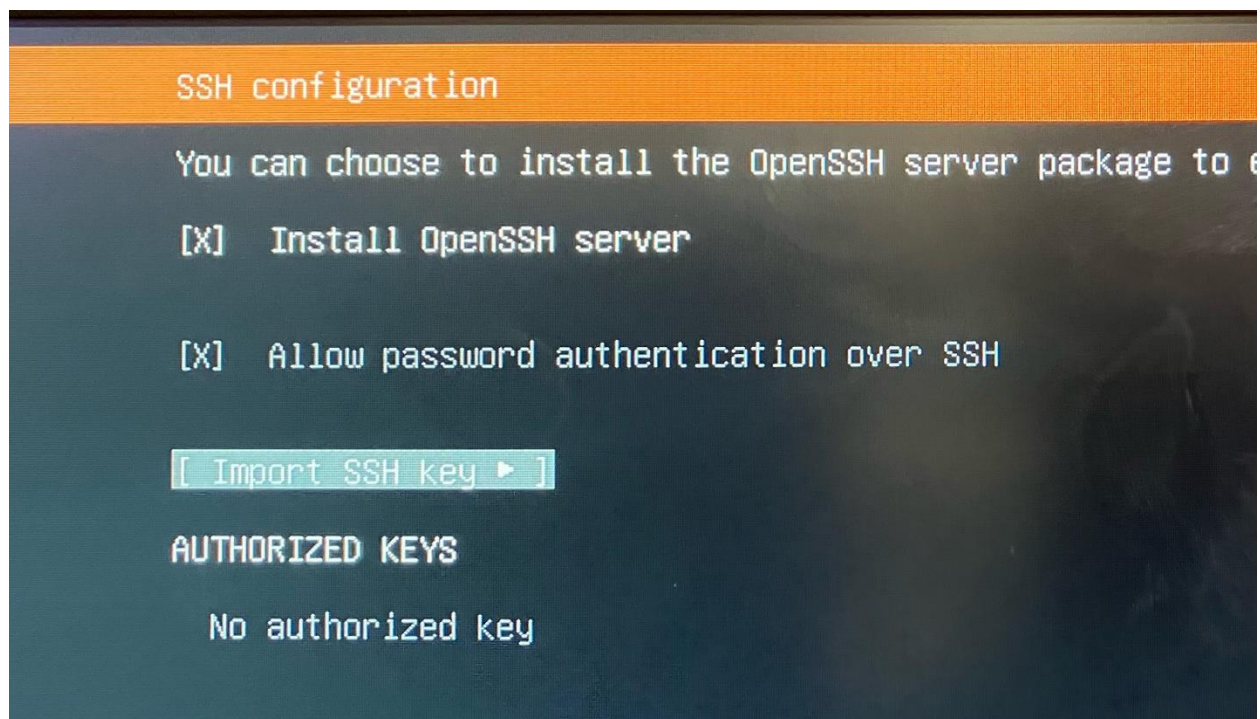 SSH configuration
You can choose to install the OpenSSH server package to
[X] Install OpenSSH server
[X] Allow password authentication over SSH
[ Import SSH key ► ]
AUTHORIZED KEYS
No authorized key